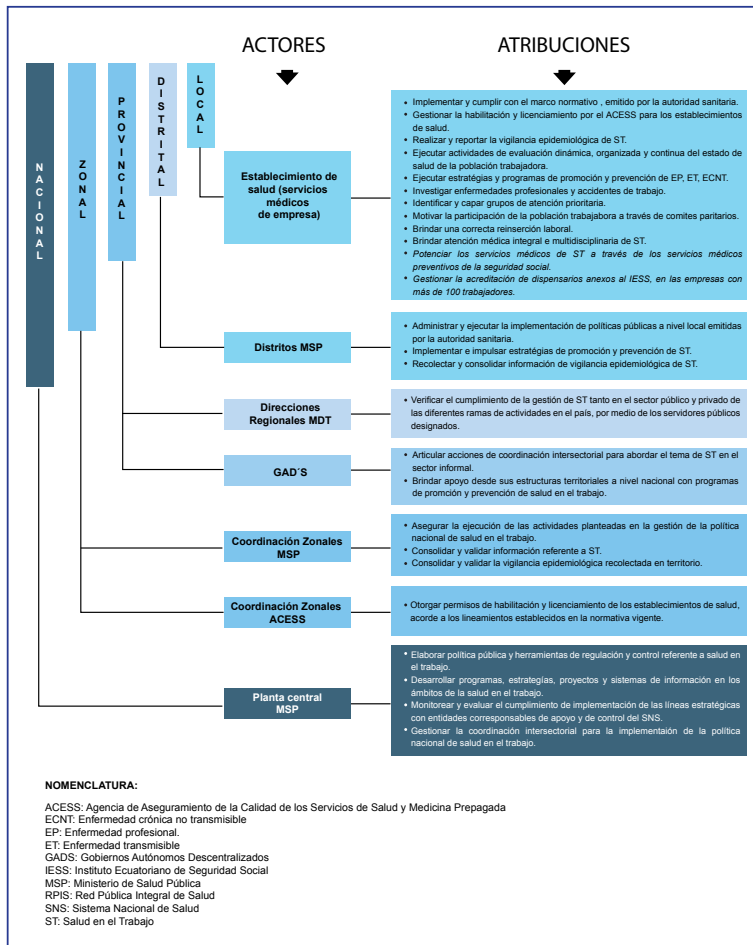 ACTORES
ATRIBUCIONES
NACIONAL
ZONAL
PROVINCIAL
DISTRITAL
LOCAL
Establecimiento de
salud (servicios
médicos
de empresa)
• Implementar y cumplir con el marco normativo , emitido por la autoridad sanitaria.
• Gestionar la habilitación y licenciamiento por el ACESS para los establecimientos
de salud.
• Realizar y reportar la vigilancia epidemiológica de ST.
• Ejecutar actividades de evaluación dinámica, organizada y continua del estado de
salud de la población trabajadora.
• Ejecutar estratégias y programas de promoción y prevención de EP, ET, ECNT.
• Investigar enfermedades profesionales y accidentes de trabajo.
• Identificar y capar grupos de atención prioritaria.
• Motivar la participación de la población trabajabora a través de comites paritarios.
• Brindar una correcta reinserción laboral.
• Brindar atención médica integral e multidisciplinaria de ST.
• Potenciar los servicios médicos de ST a través de los servicios médicos
preventivos de la seguridad social.
• Gestionar la acreditación de dispensarios anexos al IESS, en las empresas con
más de 100 trabajadores.
Distritos MSP
• Administrar y ejecutar la implementación de políticas públicas a nivel local emitidas
por la autoridad sanitaria.
• Implementar e impulsar estratégias de promoción y prevención de ST.
• Recolectar y consolidar información de vigilancia epidemiológica de ST.
Direcciones
Regionales MDT
• Verificar el cumplimiento de la gestión de ST tanto en el sector público y privado de
las diferentes ramas de actividades en el país, por medio de los servidores públicos
designados.
GAD´S
• Articular acciones de coordinación intersectorial para abordar el tema de ST en el
sector informal.
• Brindar apoyo desde sus estructuras territoriales a nivel nacional con programas
de promción y prevención de salud en el trabajo.
Coordinación Zonales
MSP
• Asegurar la ejecución de las actividades planteadas en la gestión de la política
nacional de salud en el trabajo.
• Consolidar y validar información referente a ST.
• Consolidar y validar la vigilancia epidemiológica recolectada en territorio.
Coordinación Zonales
ACESS
• Otorgar permisos de habilitación y licenciamiento de los establecimientos de salud,
acorde a los lineamientos establecidos en la normativa vigente.
Planta central
MSP
• Elaborar política pública y herramientas de regulación y control referente a salud en
el trabajo.
• Desarrollar programas, estrategías, proyectos y sistemas de información en los
ámbitos de la salud en el trabajo.
• Monitorear y evaluar el cumplimiento de implementación de las líneas estratégicas
con entidades corresponsables de apoyo y de control del SNS.
• Gestionar la coordinación intersectorial para la implementaión de la política
nacional de salud en el trabajo.
NOMENCLATURA:
ACESS: Agencia de Aseguramiento de la Calidad de los Servicios de Salud y Medicina Prepagada
ECNT: Enfermedad crónica no transmisible
EP: Enfermedad profesional.
ET: Enfermedad transmisible
GADS: Gobiernos Autónomos Descentralizados
IESS: Instituto Ecuatoriano de Seguridad Social
MSP: Ministerio de Salud Pública
RPIS: Red Pública Integral de Salud
SNS: Sistema Nacional de Salud
ST: Salud en el Trabajo